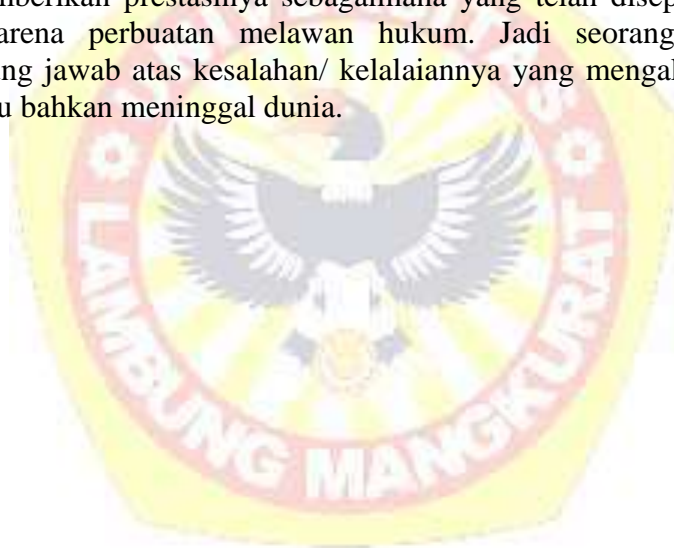 mberikan prestasinya sebagaimana yang telah disep
arena perbuatan melawan hukum. Jadi seorang
ng jawab atas kesalahan/ kelalaiannya yang mengal
u bahkan meninggal dunia.
LAMBUNG MANGKURAT